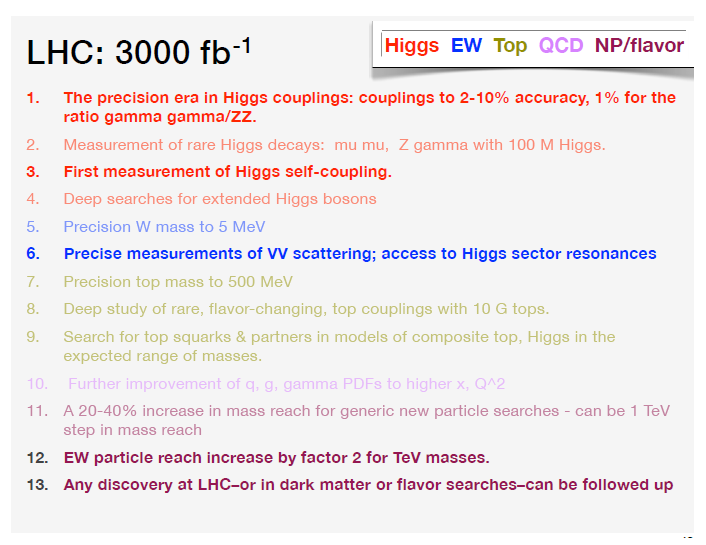 LHC: 3000 fb-1
Higgs EW Top QCD NP/flavor
1. The precision era in Higgs couplings: couplings to 2-10% accuracy, 1% for the
ratio gamma gamma/ZZ.
2. Measurement of rare Higgs decays: mu mu, Z gamma with 100 M Higgs.
3. First measurement of Higgs self-coupling.
4. Deep searches for extended Higgs bosons
5. Precision W mass to 5 MeV
6. Precise measurements of VV scattering; access to Higgs sector resonances
7. Precision top mass to 500 MeV
8. Deep study of rare, flavor-changing, top couplings with 10 G tops.
9. Search for top squarks & partners in models of composite top, Higgs in the
expected range of masses.
10. Further improvement of q, g, gamma PDFs to higher x, Q^2
11. A 20-40% increase in mass reach for generic new particle searches - can be 1 TeV
step in mass reach
12. EW particle reach increase by factor 2 for TeV masses.
13. Any discovery at LHC–or in dark matter or flavor searches–can be followed up